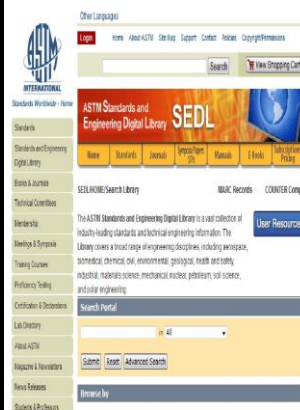 Other Languages
Login Home About ASTM Site Map Support Contact Policies Copyright/Permissions
Search View Shopping Cart
ASTM
INTERNATIONAL
Standards Worldwide - Home
Standards
Standards and Engineering
Digital Library
Books & Journals
Technical Committees
Membership
Meetings & Symposia
Training Courses
Proficiency Testing
Certification & Declarations
Lab Directory
About ASTM
Magazine & Newsletters
News Releases
Students & Professors
ASTM Standards and
Engineering Digital Library SEDL
Home Standards Journals Symposia Papers
STPs Manuals E-Books Subscription
Pricing
SEDL HOME/Search Library MARC Records COUNTER Comp
The ASTM Standards and Engineering Digital Library is a vast collection of
industry-leading standards and technical engineering information. The
Library covers a broad range of engineering disciplines, including aerospace,
biomedical, chemical, civil, environmental, geological, health and safety,
industrial, materials science, mechanical, nuclear, petroleum, soil science,
and solar engineering.
User Resource
Search Portal
in All
Submit Reset Advanced Search
Browse by